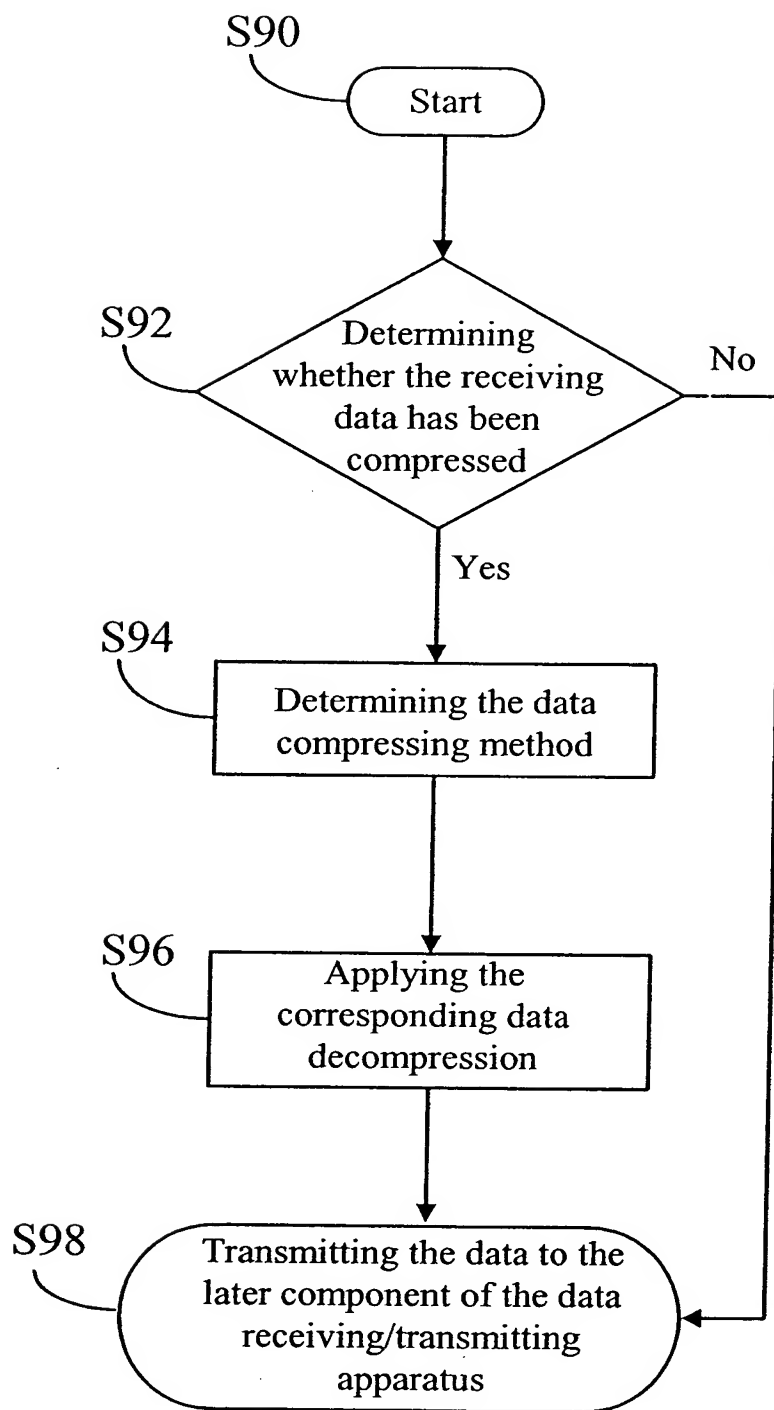 S90
Start
S92
Determining
whether the receiving
data has been
compressed
No
Yes
S94
Determining the data
compressing method
S96
Applying the
corresponding data
decompression
S98
Transmitting the data to the
later component of the data
receiving/transmitting
apparatus